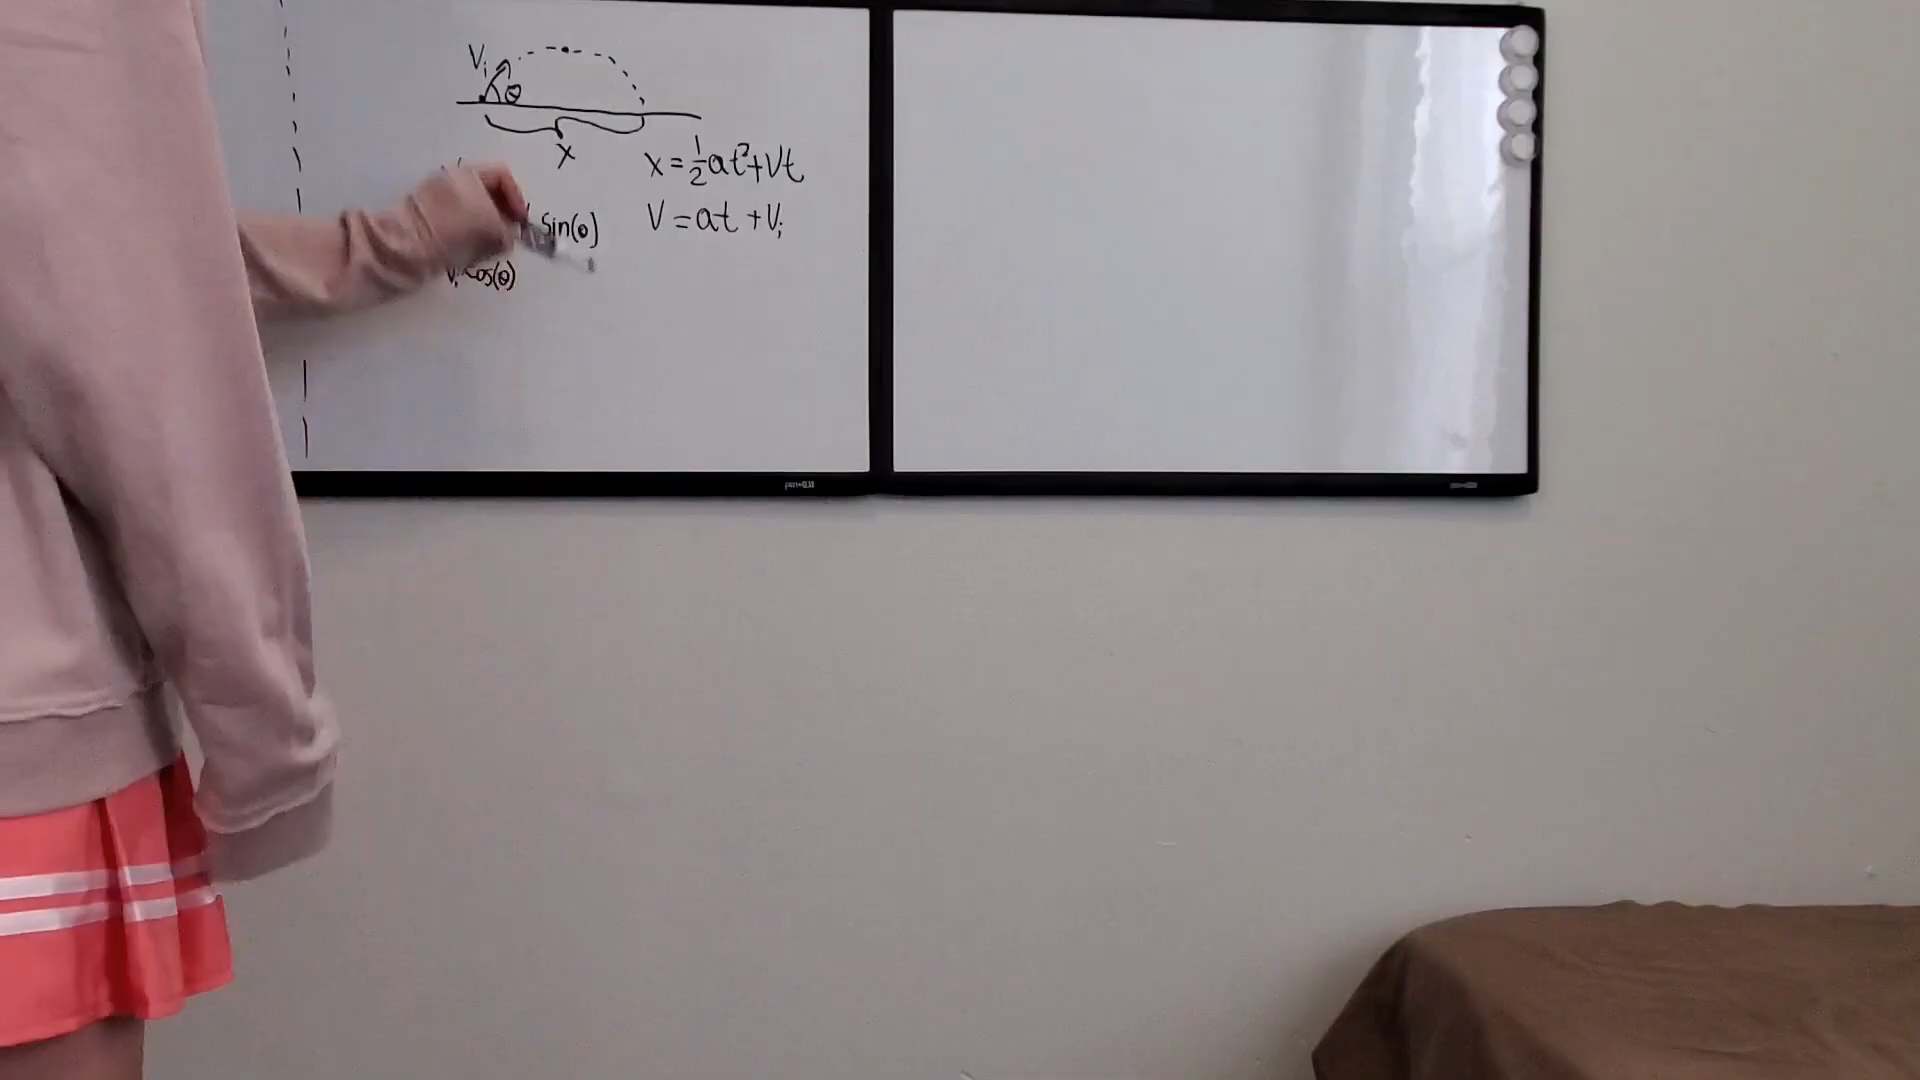 Vᵢ
θ
x
x = ½at² + Vt
V = at + Vᵢ
Sin(θ)
Vᵢ Cos(θ)